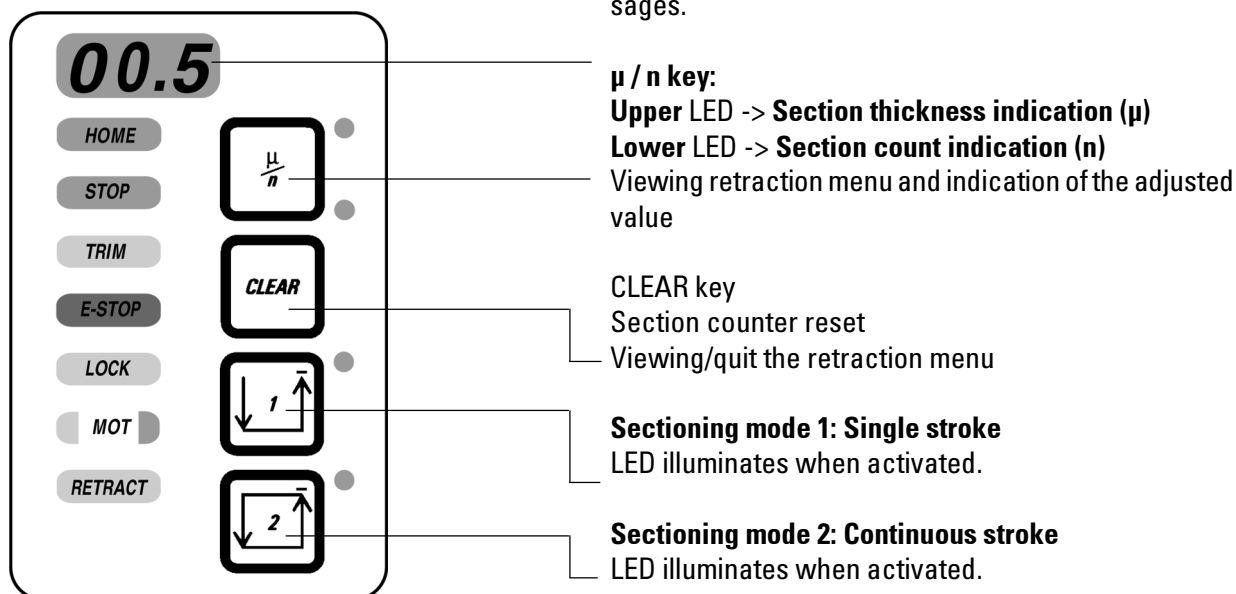 sages.
00.5
HOME
STOP
TRIM
E-STOP
LOCK
MOT
RETRACT
µ
n
CLEAR
1
2
µ / n key:
Upper LED -> Section thickness indication (µ)
Lower LED -> Section count indication (n)
Viewing retraction menu and indication of the adjusted
value
CLEAR key
Section counter reset
Viewing/quit the retraction menu
Sectioning mode 1: Single stroke
LED illuminates when activated.
Sectioning mode 2: Continuous stroke
LED illuminates when activated.